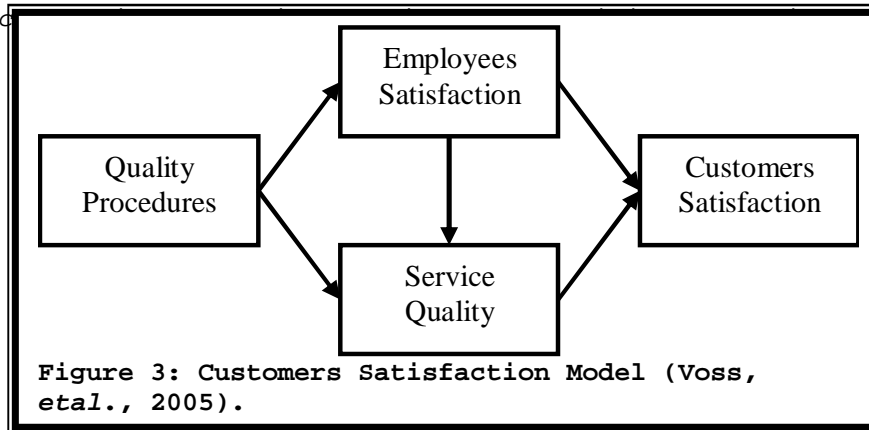 Employees
Satisfaction
Quality
Procedures
Customers
Satisfaction
Service
Quality
Figure 3: Customers Satisfaction Model (Voss,
etal., 2005).